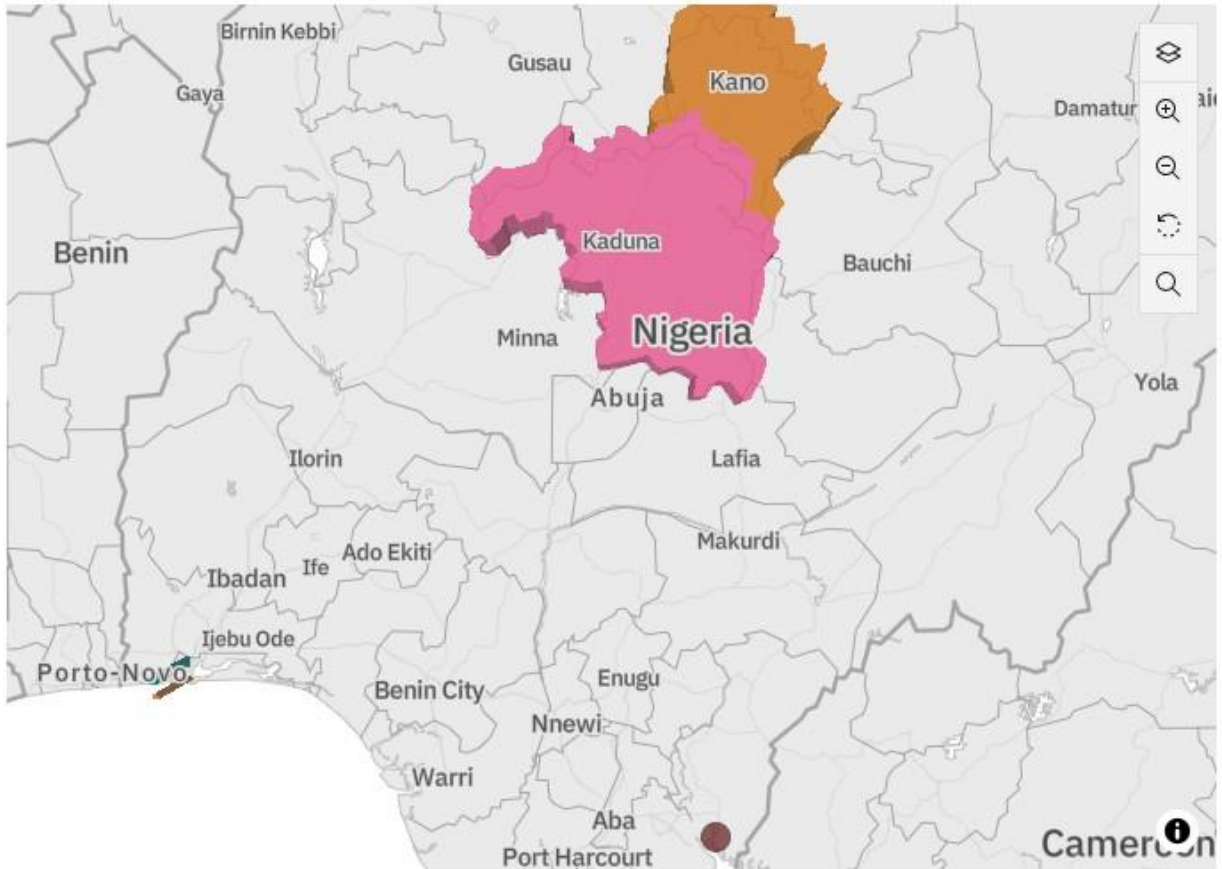 Birnin Kebbi
Gusau
Kano
Gaya
Damatur
Benin
Kaduna
Bauchi
Minna
Nigeria
Abuja
Yola
Ilorin
Lafia
Ado Ekiti
Makurdi
Ife
Ibadan
Ijebu Ode
Porto-Novo
Enugu
Benin City
Nnewi
Warri
Aba
Port Harcourt